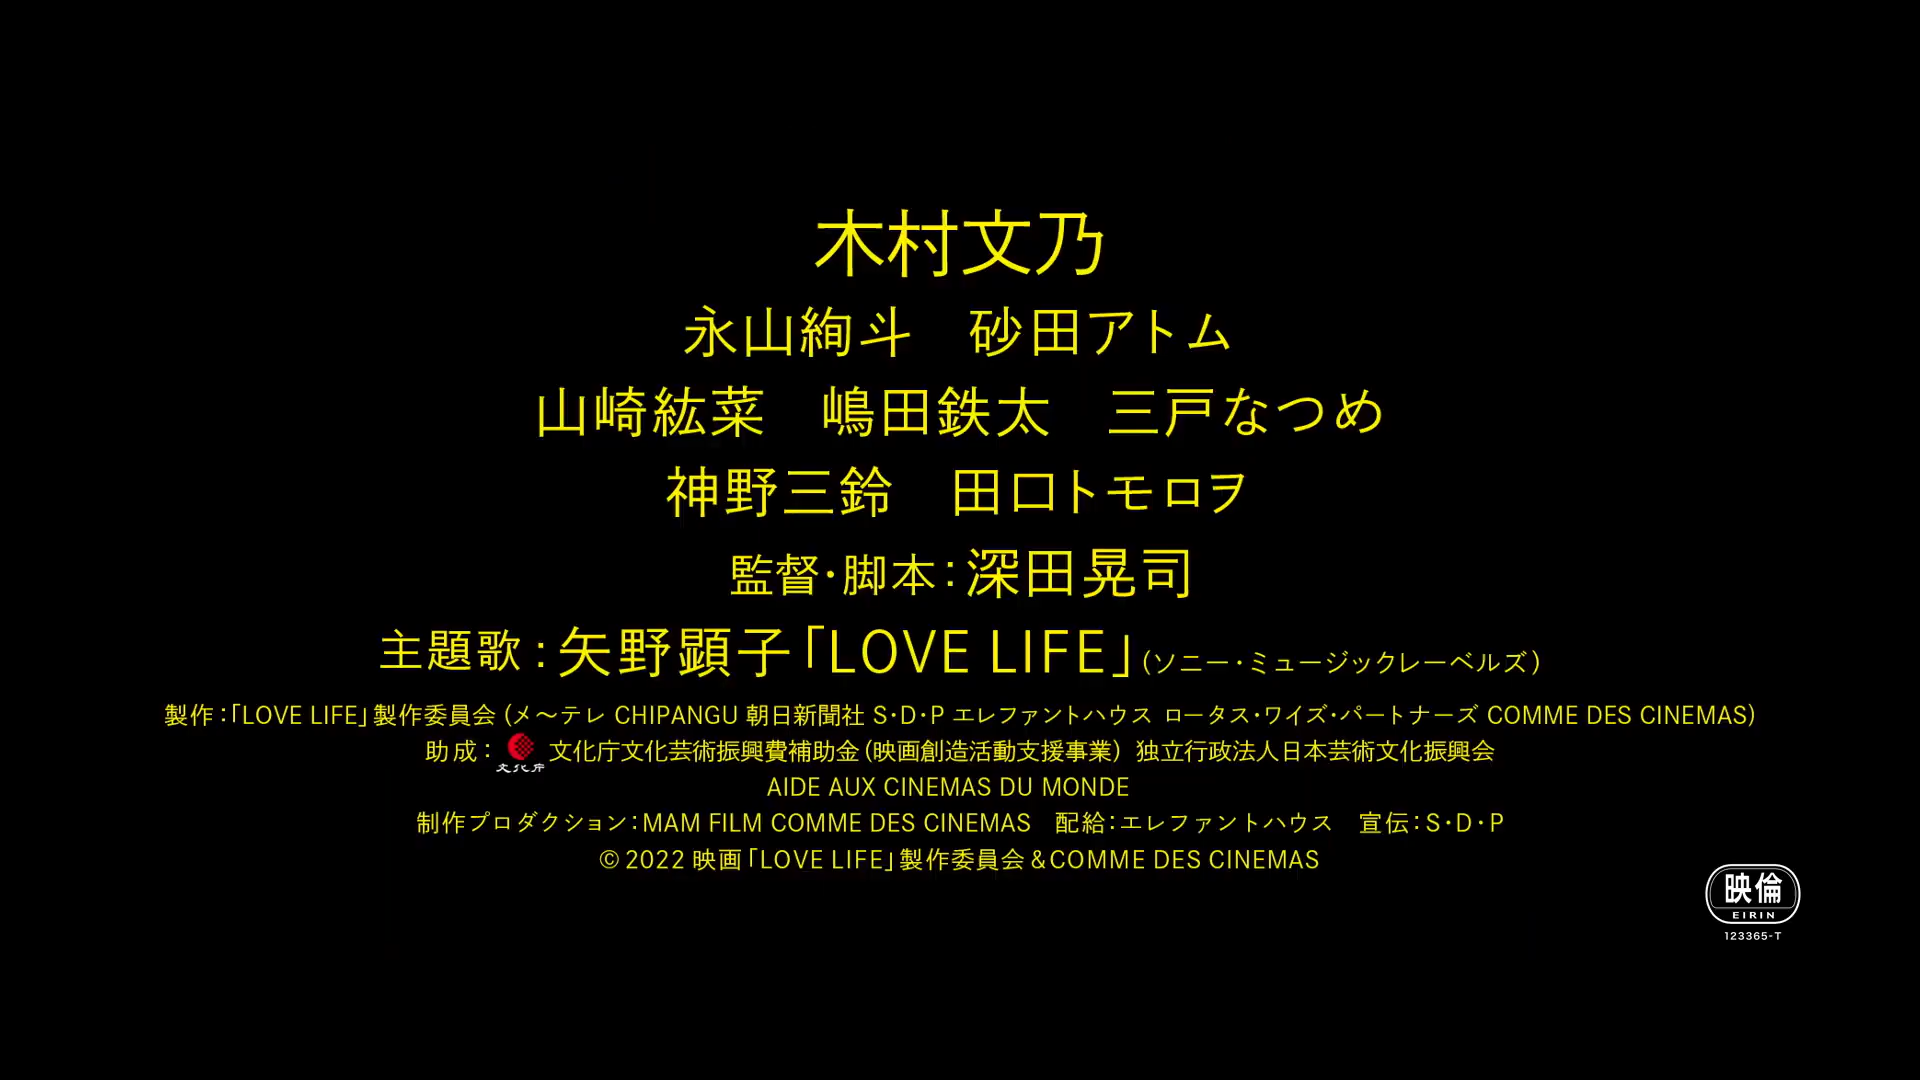 木村文乃
永山絢斗　砂田アトム
山崎紘菜　嶋田鉄太　三戸なつめ
神野三鈴　田口トモロヲ
監督・脚本：深田晃司
主題歌：矢野顕子「LOVE LIFE」（ソニー・ミュージックレーベルズ）
製作：「LOVE LIFE」製作委員会（メ〜テレ CHIPANGU 朝日新聞社 S・D・P エレファントハウス ロータス・ワイズ・パートナーズ COMME DES CINEMAS）
助成： 文化庁 文化庁文化芸術振興費補助金（映画創造活動支援事業） 独立行政法人日本芸術文化振興会
AIDE AUX CINEMAS DU MONDE
制作プロダクション：MAM FILM COMME DES CINEMAS　配給：エレファントハウス　宣伝：S・D・P
© 2022 映画「LOVE LIFE」製作委員会＆COMME DES CINEMAS
映倫
EIRIN
123365-T